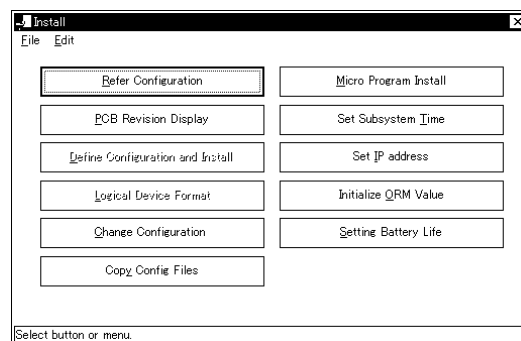 Install
File Edit
Refer Configuration
PCB Revision Display
Define Configuration and Install
Logical Device Format
Change Configuration
Copy Config Files
Micro Program Install
Set Subsystem Time
Set IP address
Initialize ORM Value
Setting Battery Life
Select button or menu.